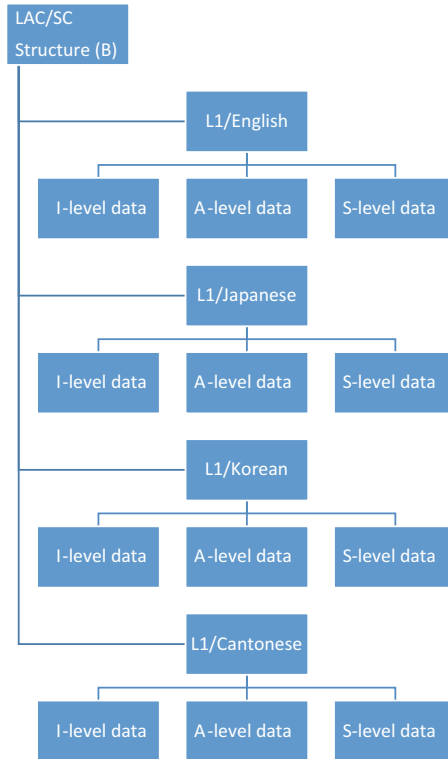 LAC/SC
Structure (B)
L1/English
I-level data
A-level data
S-level data
L1/Japanese
I-level data
A-level data
S-level data
L1/Korean
I-level data
A-level data
S-level data
L1/Cantonese
I-level data
A-level data
S-level data